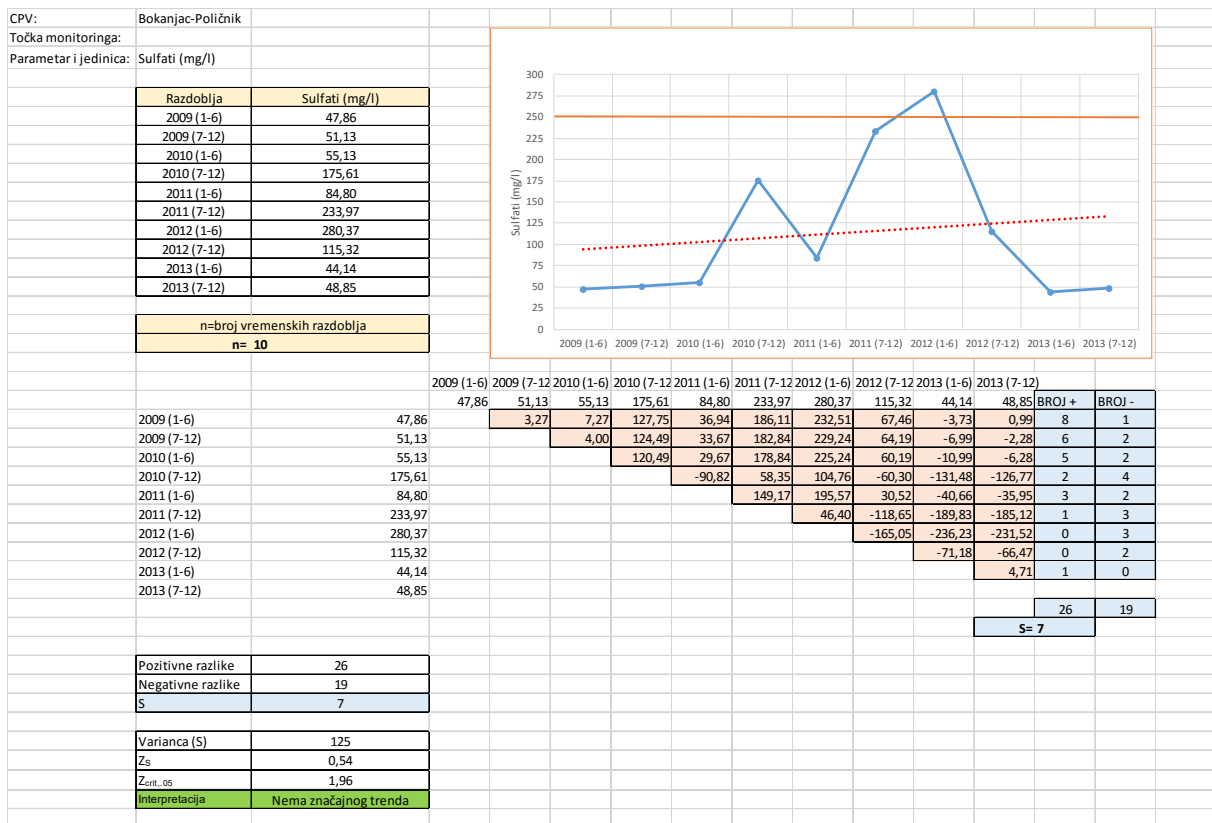 CPV: Bokanjac-Poličnik
Točka monitoringa:
Parametar i jedinica: Sulfati (mg/l)
Razdoblja Sulfati (mg/l)
2009 (1-6) 47,86
2009 (7-12) 51,13
2010 (1-6) 55,13
2010 (7-12) 175,61
2011 (1-6) 84,80
2011 (7-12) 233,97
2012 (1-6) 280,37
2012 (7-12) 115,32
2013 (1-6) 44,14
2013 (7-12) 48,85
n=broj vremenskih razdoblja
n= 10
Sulfati (mg/l)
300
275
250
225
200
175
150
125
100
75
50
25
0
2009 (1-6) 2009 (7-12) 2010 (1-6) 2010 (7-12) 2011 (1-6) 2011 (7-12) 2012 (1-6) 2012 (7-12) 2013 (1-6) 2013 (7-12)
2009 (1-6) 2009 (7-12 2010 (1-6) 2010 (7-12 2011 (1-6) 2011 (7-12 2012 (1-6) 2012 (7-12 2013 (1-6) 2013 (7-12)
47,86 51,13 55,13 175,61 84,80 233,97 280,37 115,32 44,14 48,85 BROJ + BROJ -
2009 (1-6) 47,86 3,27 7,27 127,75 36,94 186,11 232,51 67,46 -3,73 0,99 8 1
2009 (7-12) 51,13 4,00 124,49 33,67 182,84 229,24 64,19 -6,99 -2,28 6 2
2010 (1-6) 55,13 120,49 29,67 178,84 225,24 60,19 -10,99 -6,28 5 2
2010 (7-12) 175,61 -90,82 58,35 104,76 -60,30 -131,48 -126,77 2 4
2011 (1-6) 84,80 149,17 195,57 30,52 -40,66 -35,95 3 2
2011 (7-12) 233,97 46,40 -118,65 -189,83 -185,12 1 3
2012 (1-6) 280,37 -165,05 -236,23 -231,52 0 3
2012 (7-12) 115,32 -71,18 -66,47 0 2
2013 (1-6) 44,14 4,71 1 0
2013 (7-12) 48,85
26 19
S= 7
Pozitivne razlike 26
Negativne razlike 19
S 7
Varianca (S) 125
Zs 0,54
Zcrit,.05 1,96
Interpretacija Nema značajnog trenda